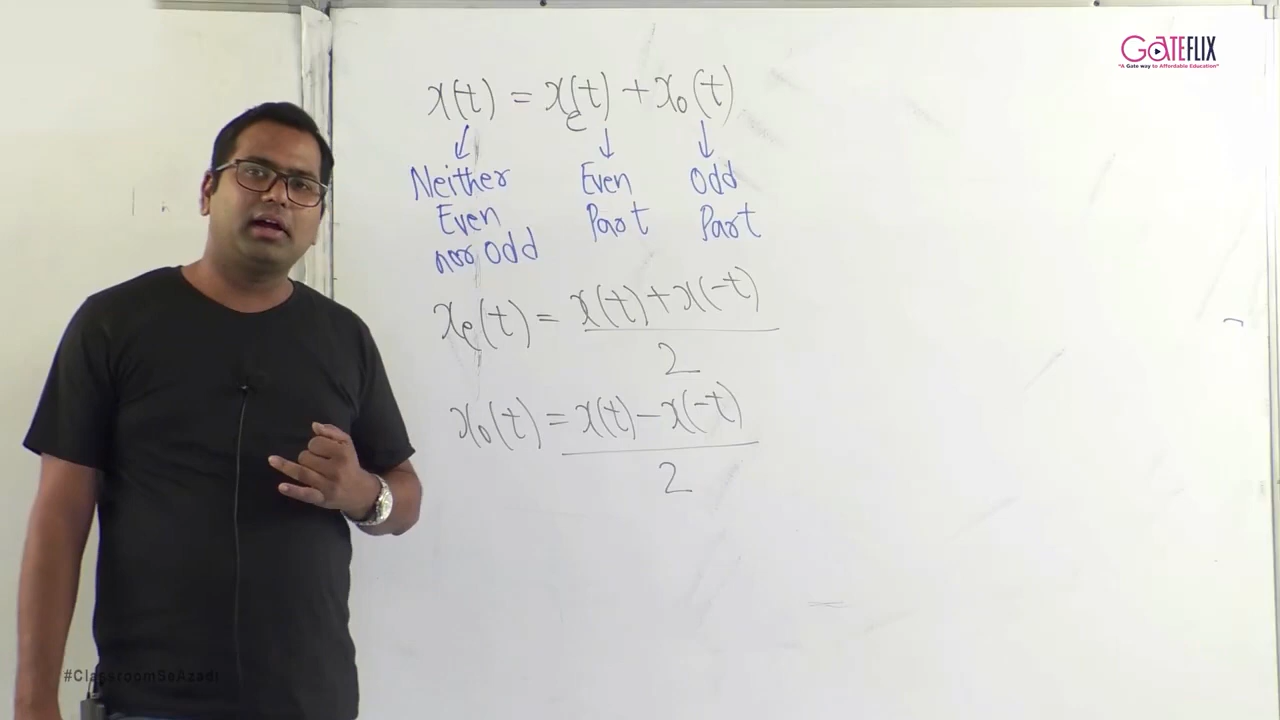 GATEFLIX
"A Gate way to Affordable Education"
x(t) = xe(t) + xo(t)
↓ ↓ ↓
Neither Even Odd
Even Part Part
nor Odd
xe(t) = x(t) + x(-t)
2
xo(t) = x(t) - x(-t)
2
#ClassroomSeAzadi